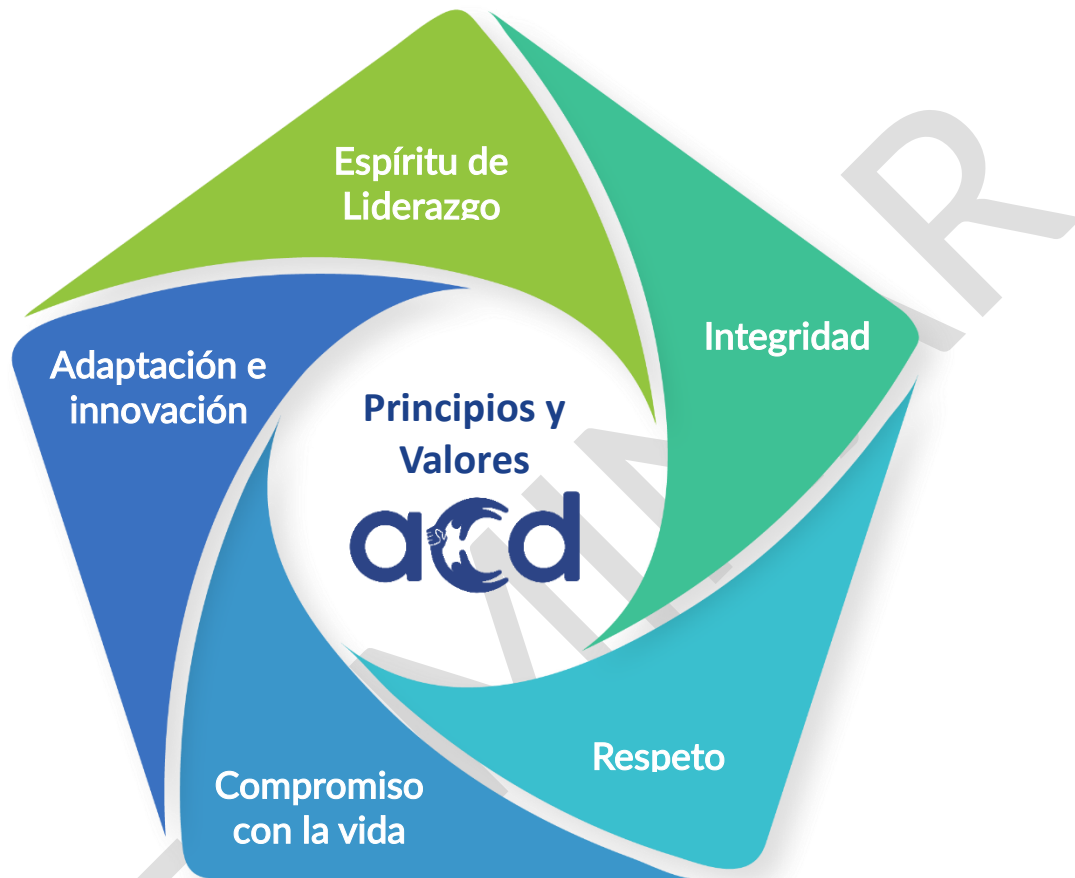 Espíritu de
Liderazgo
Integridad
Adaptación e
innovación
Principios y
Valores
acd
Respeto
Compromiso
con la vida